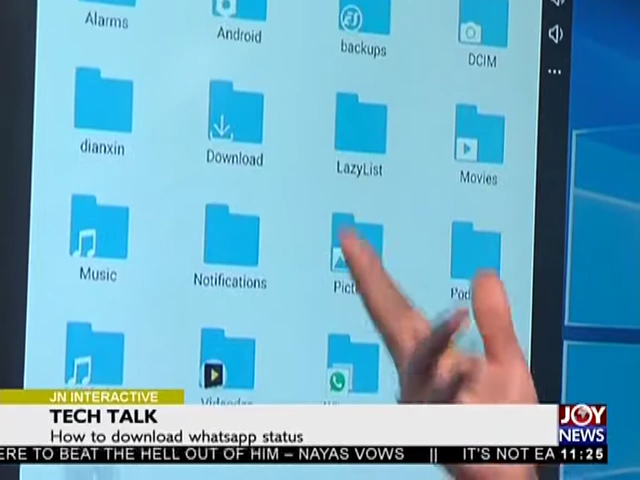 Alarms
Android
backups
DCIM
dianxin
Download
LazyList
Movies
Music
Notifications
JN INTERACTIVE
TECH TALK
How to download whatsapp status
JOY
NEWS
ERE TO BEAT THE HELL OUT OF HIM – NAYAS VOWS || IT'S NOT EA
11:25